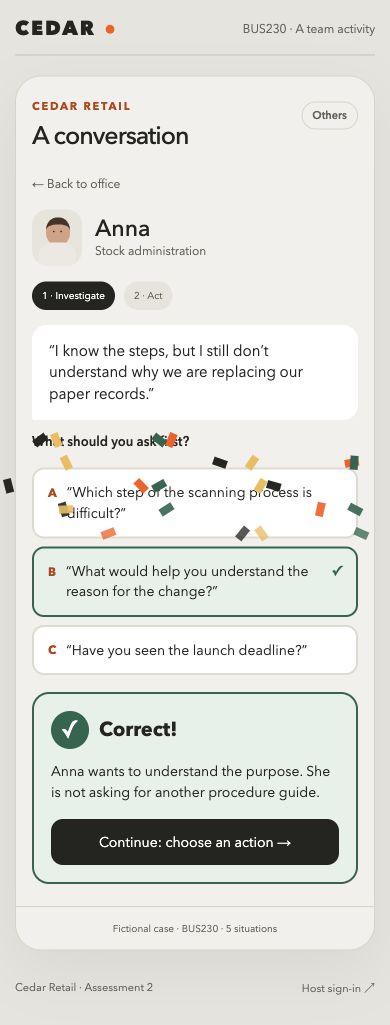 CEDAR
BUS230 · A team activity
CEDAR RETAIL
A conversation
Others
← Back to office
Anna
Stock administration
1 · Investigate
2 · Act
“I know the steps, but I still don’t
understand why we are replacing our
paper records.”
What should you ask first?
A “Which step of the scanning process is
difficult?”
B “What would help you understand the
reason for the change?” ✓
C “Have you seen the launch deadline?”
✓ Correct!
Anna wants to understand the purpose. She
is not asking for another procedure guide.
Continue: choose an action →
Fictional case · BUS230 · 5 situations
Cedar Retail · Assessment 2
Host sign-in ↗